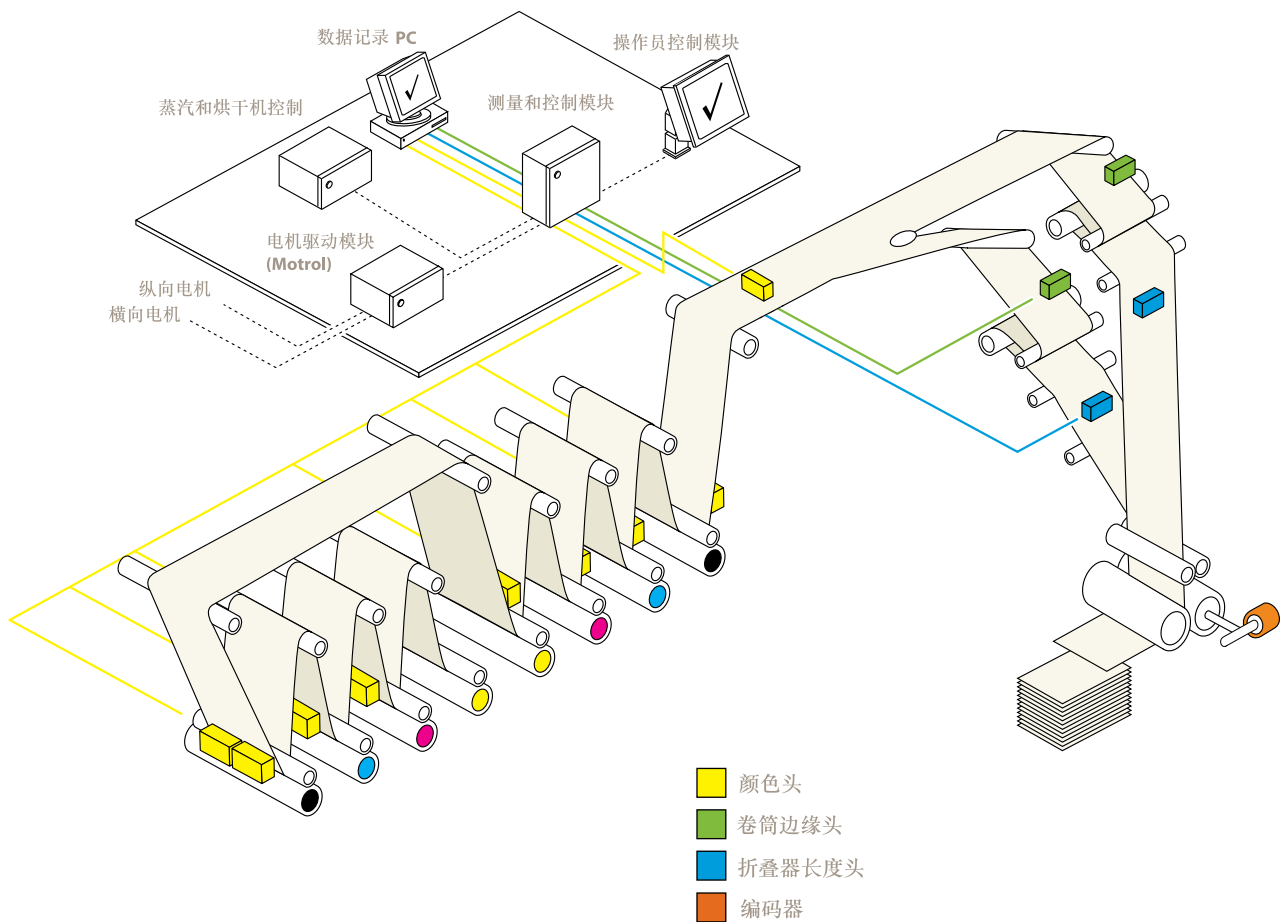 数据记录 PC
操作员控制模块
蒸汽和烘干机控制
测量和控制模块
电机驱动模块
(Motrol)
纵向电机
横向电机
颜色头
卷筒边缘头
折叠器长度头
编码器